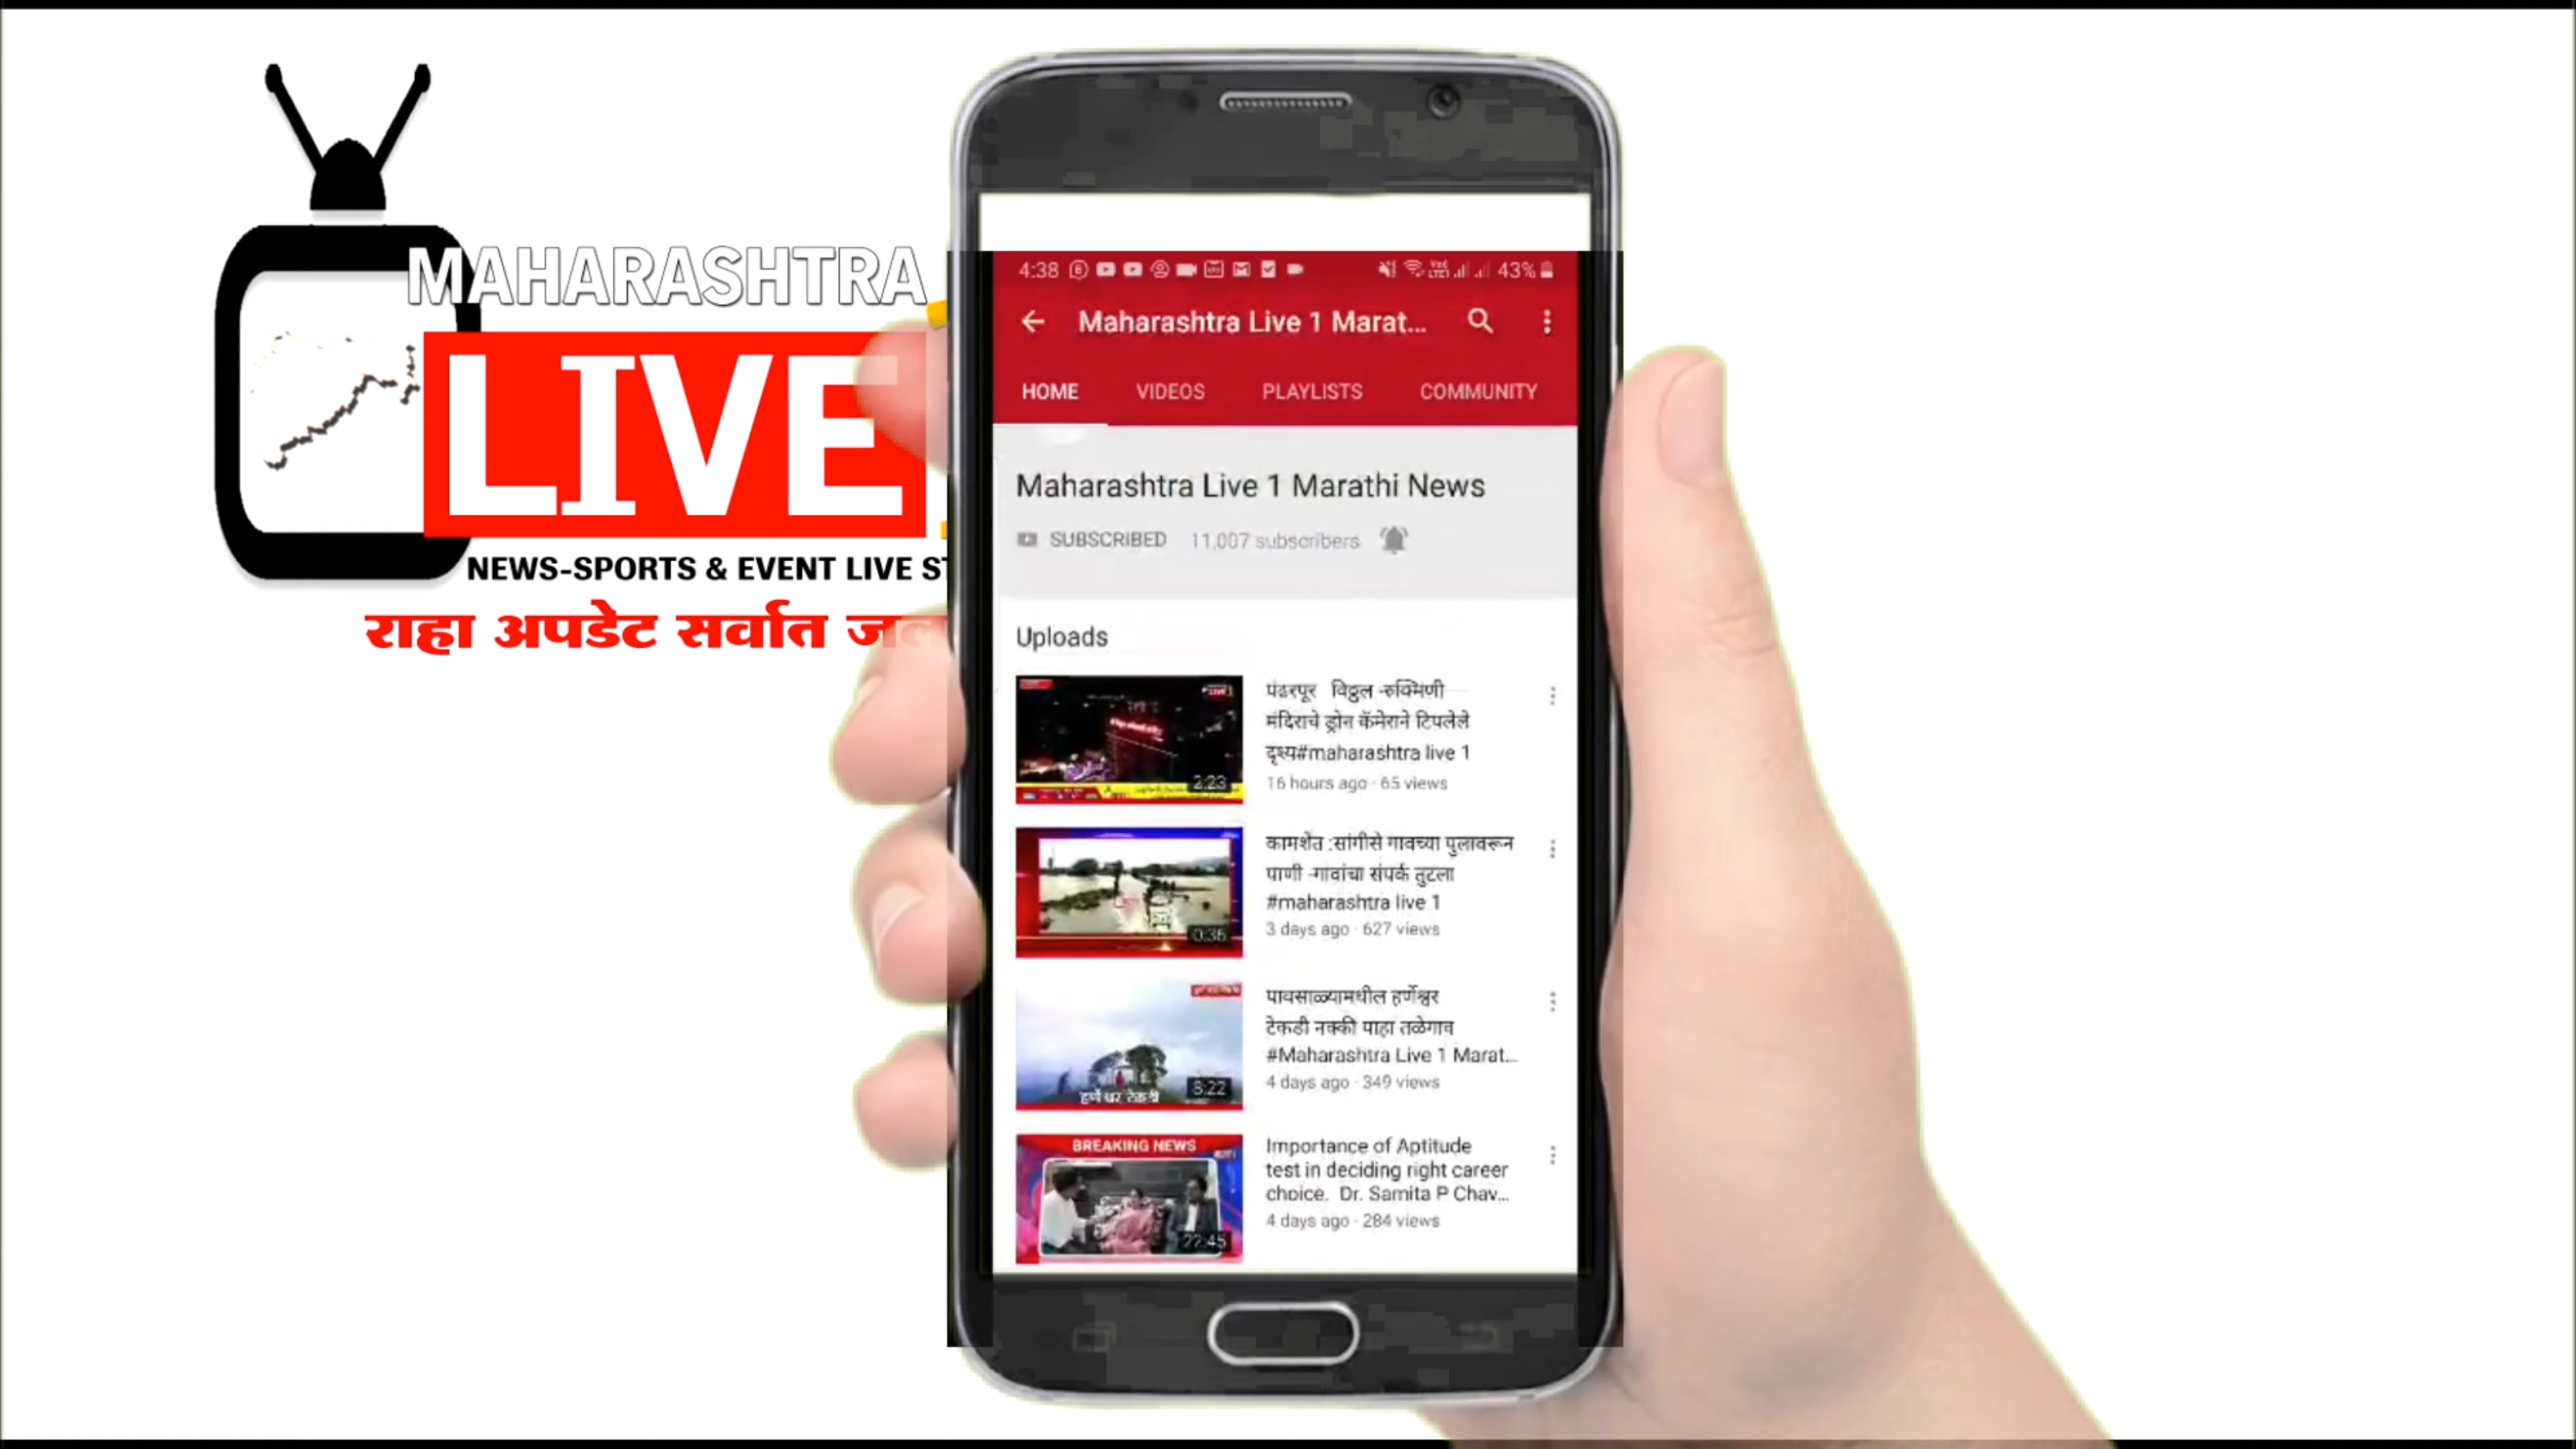 MAHARASHTRA
LIVE
NEWS-SPORTS & EVENT LIVE
राहा अपडेट सर्वात
4:38
43%
Maharashtra Live 1 Marat...
HOME VIDEOS PLAYLISTS COMMUNITY
Maharashtra Live 1 Marathi News
SUBSCRIBED 11,007 subscribers
Uploads
पंढरपूर विठ्ठल -रुक्मिणी
मंदिराचे ड्रोन कॅमेराने टिपलेले
दृश्य#maharashtra live 1
16 hours ago · 65 views
2:23
कामशेत :सांगीसे गावच्या पुलावरून
पाणी -गावांचा संपर्क तुटला
#maharashtra live 1
3 days ago · 627 views
0:36
पावसाळ्यामधील हर्णेश्वर
टेकडी नक्की पाहा तळेगाव
#Maharashtra Live 1 Marat...
4 days ago · 349 views
8:22
BREAKING NEWS
Importance of Aptitude
test in deciding right career
choice. Dr. Samita P Chav...
4 days ago · 284 views
22:45